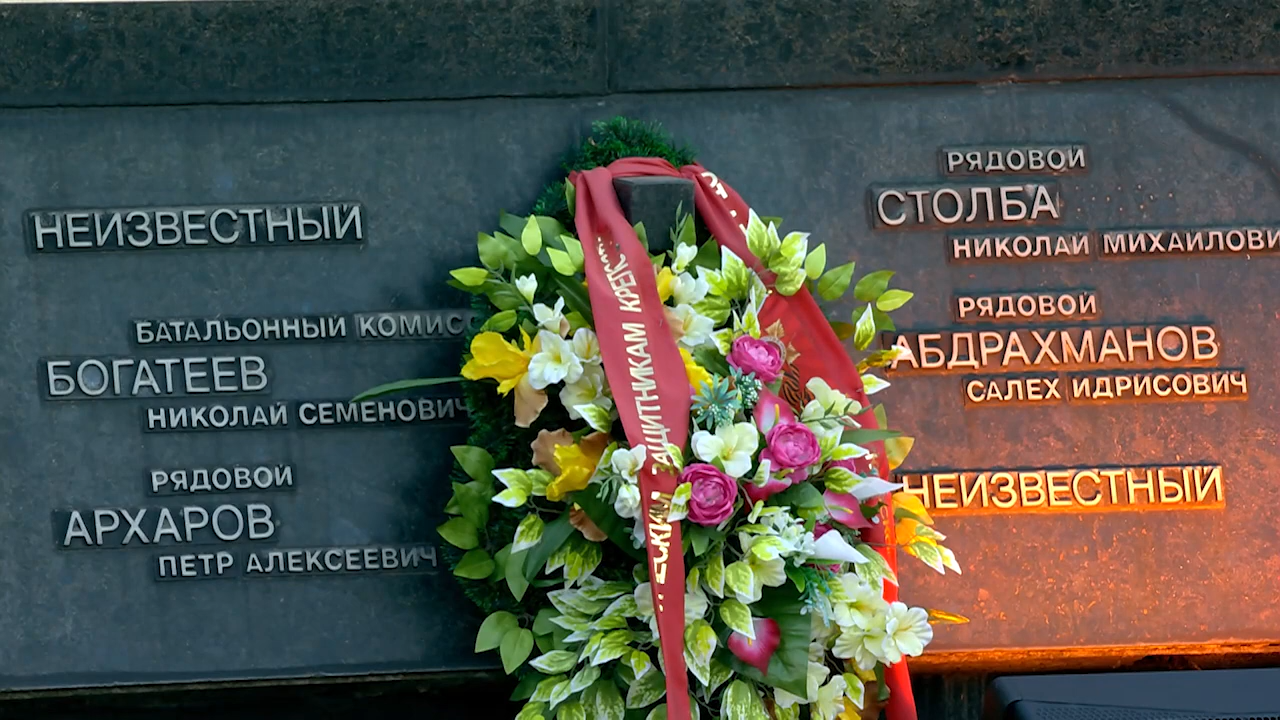 НЕИЗВЕСТНЫЙ
БАТАЛЬОННЫЙ КОМИСС
БОГАТЕЕВ
НИКОЛАЙ СЕМЕНОВИЧ
РЯДОВОЙ
АРХАРОВ
ПЕТР АЛЕКСЕЕВИЧ
ЗАЩИТНИКАМ
РЯДОВОЙ
СТОЛБА
НИКОЛАЙ МИХАЙЛОВИ
РЯДОВОЙ
АБДРАХМАНОВ
САЛЕХ ИДРИСОВИЧ
НЕИЗВЕСТНЫЙ